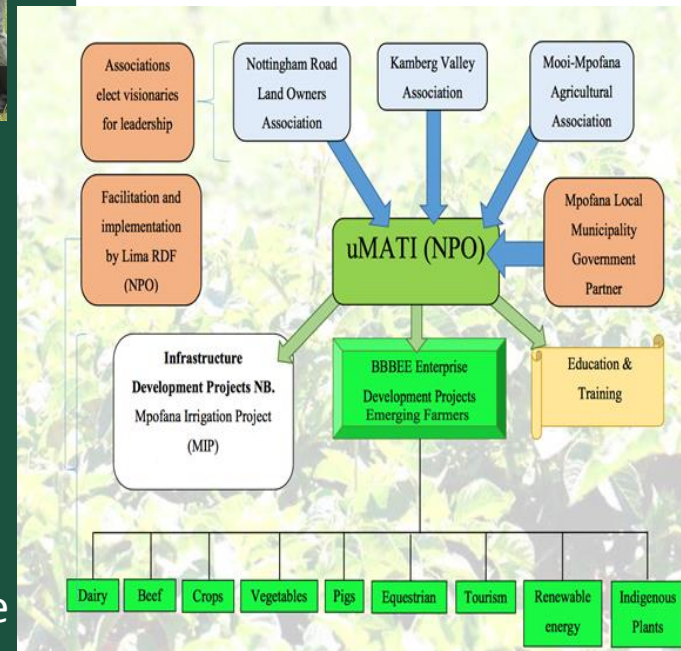 Associations
elect visionaries
for leadership
Nottingham Road
Land Owners
Association
Kamberg Valley
Association
Mooi-Mpofana
Agricultural
Association
Facilitation and
implementation
by Lima RDF
(NPO)
uMATI (NPO)
Mpofana Local
Municipality
Government
Partner
Infrastructure
Development Projects NB.
Mpofana Irrigation Project
(MIP)
BBBEE Enterprise
Development Projects
Emerging Farmers
Education &
Training
Dairy
Beef
Crops
Vegetables
Pigs
Equestrian
Tourism
Renewable
energy
Indigenous
Plants
e